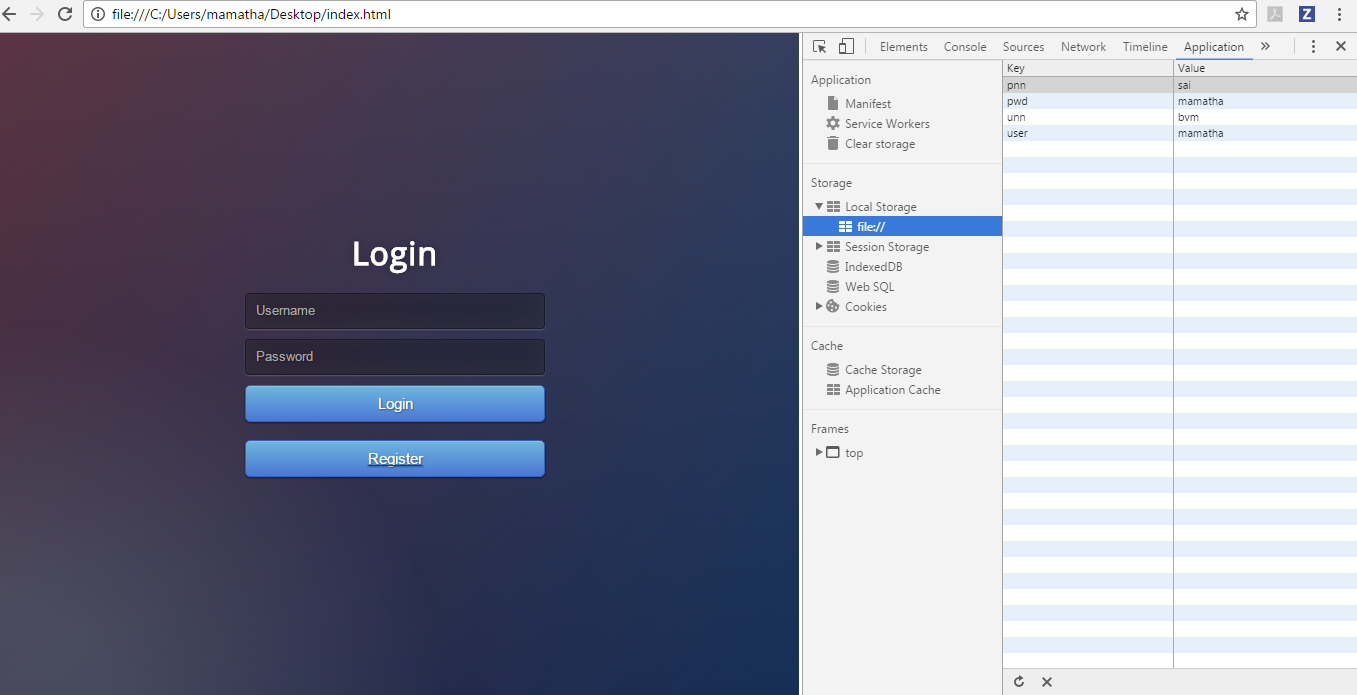 file:///C:/Users/mamatha/Desktop/index.html
Z
Login
Username
Password
Login
Register
Elements Console Sources Network Timeline Application »
Application
Manifest
Service Workers
Clear storage
Storage
Local Storage
file://
Session Storage
IndexedDB
Web SQL
Cookies
Cache
Cache Storage
Application Cache
Frames
top
Key Value
pnn sai
pwd mamatha
unn bvm
user mamatha